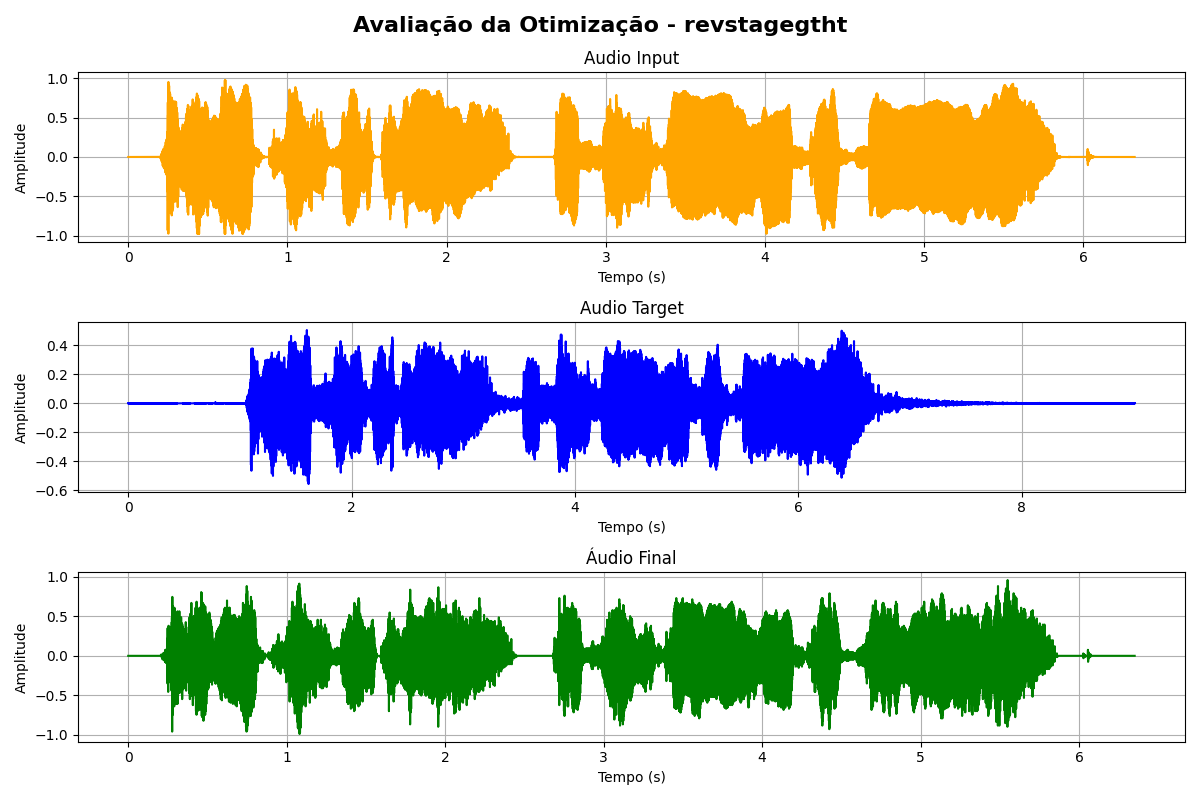 Avaliação da Otimização - revstagegtht
Audio Input
1.0
0.5
0.0
−0.5
−1.0
Amplitude
0 1 2 3 4 5 6
Tempo (s)
Audio Target
0.4
0.2
0.0
−0.2
−0.4
−0.6
Amplitude
0 2 4 6 8
Tempo (s)
Áudio Final
1.0
0.5
0.0
−0.5
−1.0
Amplitude
0 1 2 3 4 5 6
Tempo (s)